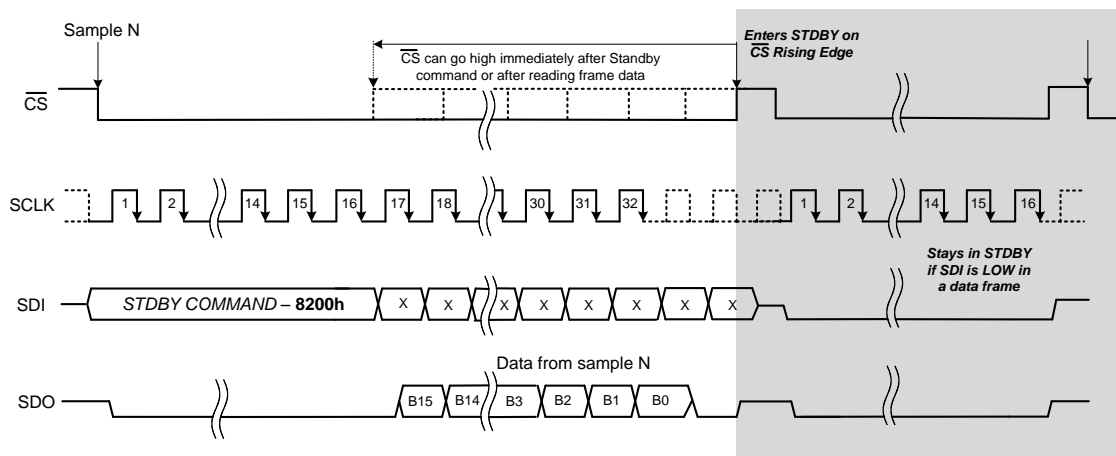 Sample N
Enters STDBY on
CS Rising Edge
CS can go high immediately after Standby
command or after reading frame data
CS
SCLK
1 2 14 15 16 17 18 30 31 32 1 2 14 15 16
Stays in STDBY
if SDI is LOW in
a data frame
SDI
STDBY COMMAND – 8200h X X X X X X X X
Data from sample N
SDO
B15 B14 B3 B2 B1 B0